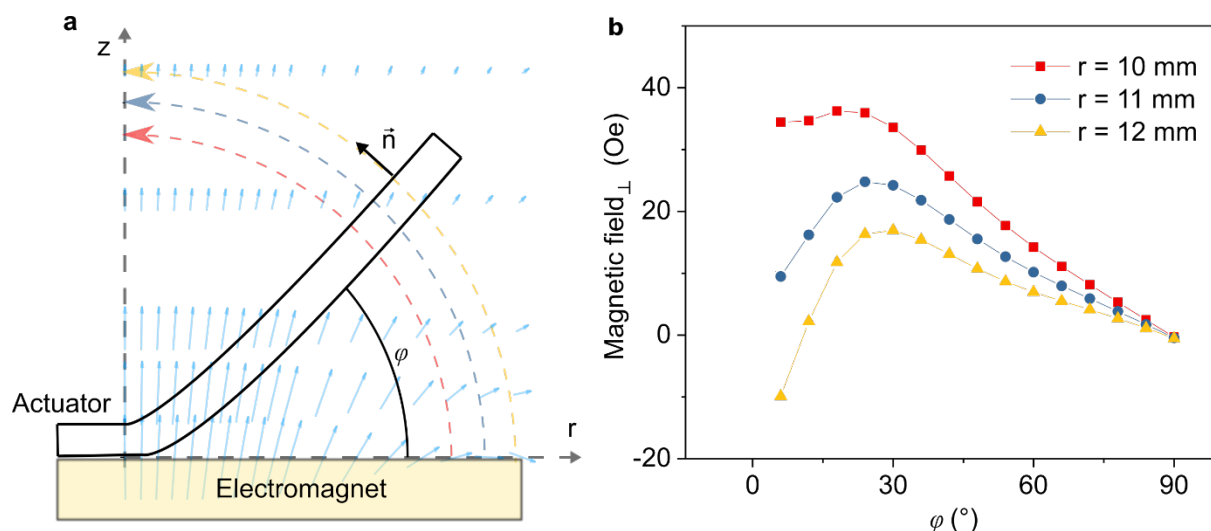 a
z
n⃗
φ
Actuator
r
Electromagnet
b
Magnetic field⊥ (Oe)
40
20
0
-20
r = 10 mm
r = 11 mm
r = 12 mm
0
30
60
90
φ (°)